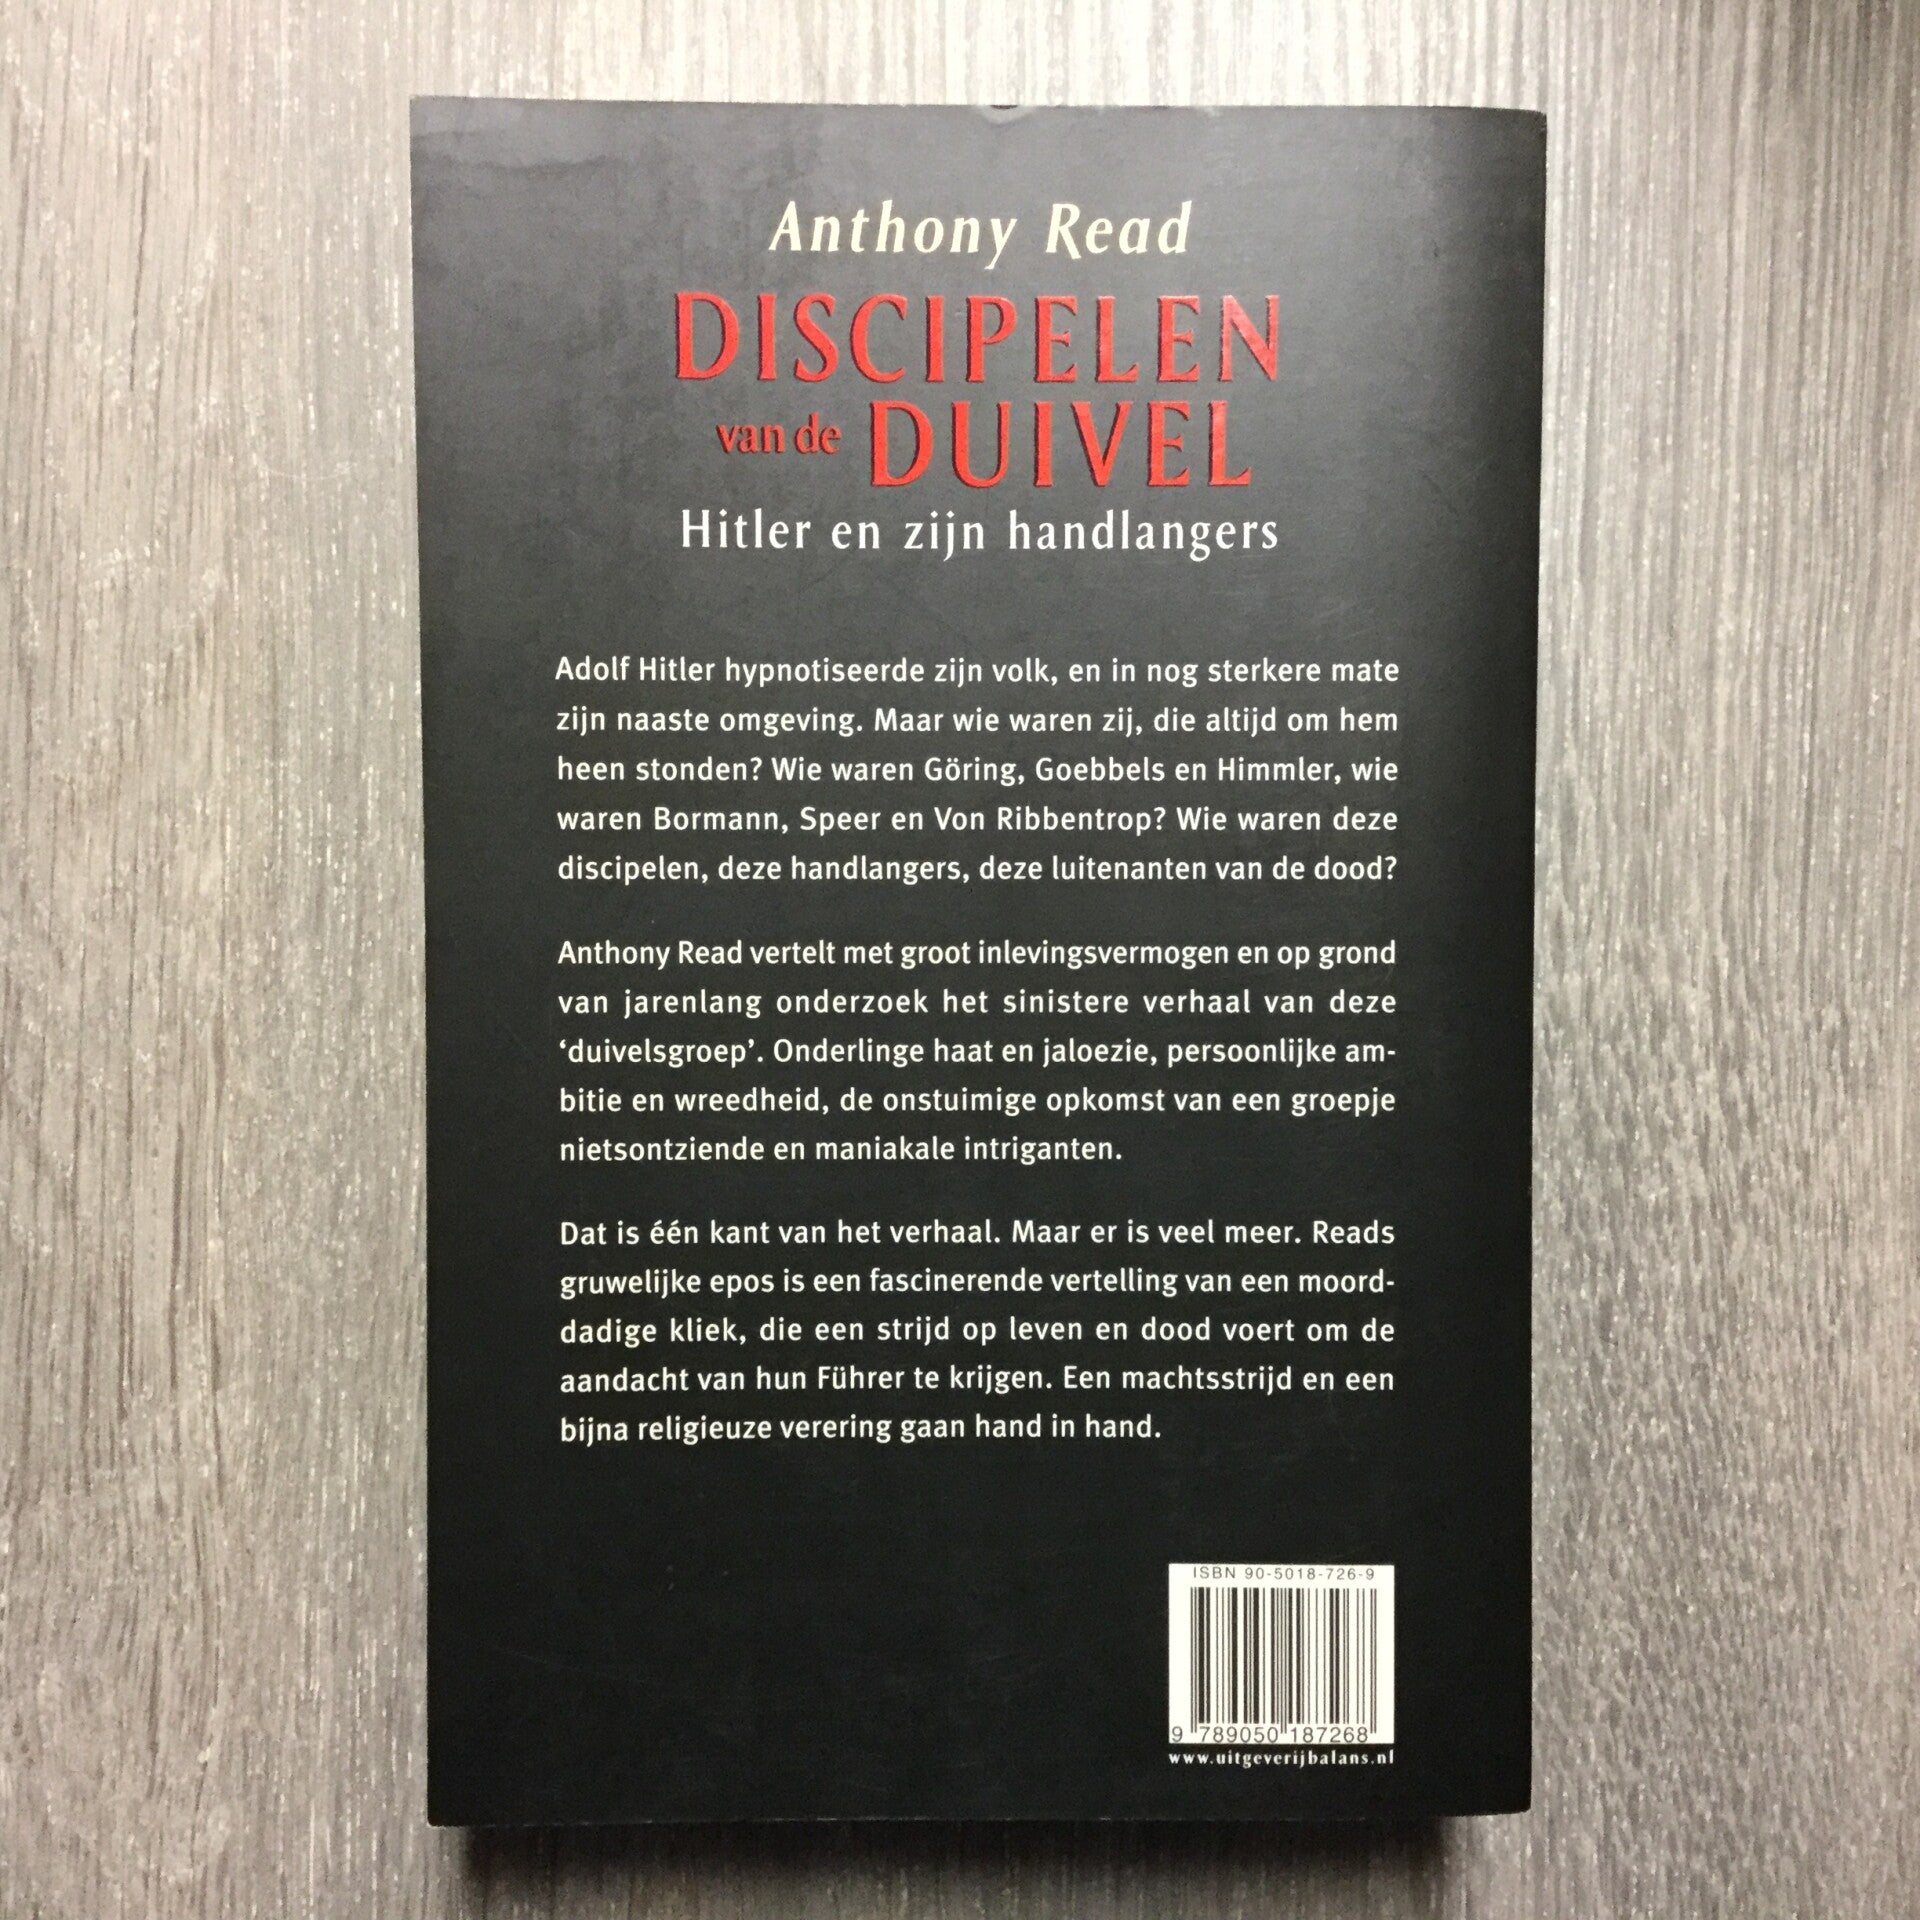 Anthony Read
DISCIPELEN
van de DUIVEL
Hitler en zijn handlangers
Adolf Hitler hypnotiseerde zijn volk, en in nog sterkere mate
zijn naaste omgeving. Maar wie waren zij, die altijd om hem
heen stonden? Wie waren Göring, Goebbels en Himmler, wie
waren Bormann, Speer en Von Ribbentrop? Wie waren deze
discipelen, deze handlangers, deze luitenanten van de dood?
Anthony Read vertelt met groot inlevingsvermogen en op grond
van jarenlang onderzoek het sinistere verhaal van deze
‘duivelsgroep’. Onderlinge haat en jaloezie, persoonlijke am-
bitie en wreedheid, de onstuimige opkomst van een groepje
nietsontziende en maniakale intriganten.
Dat is één kant van het verhaal. Maar er is veel meer. Reads
gruwelijke epos is een fascinerende vertelling van een moord-
dadige kliek, die een strijd op leven en dood voert om de
aandacht van hun Führer te krijgen. Een machtsstrijd en een
bijna religieuze verering gaan hand in hand.
ISBN 90-5018-726-9
9 789050 187268
www.uitgeverijbalans.nl